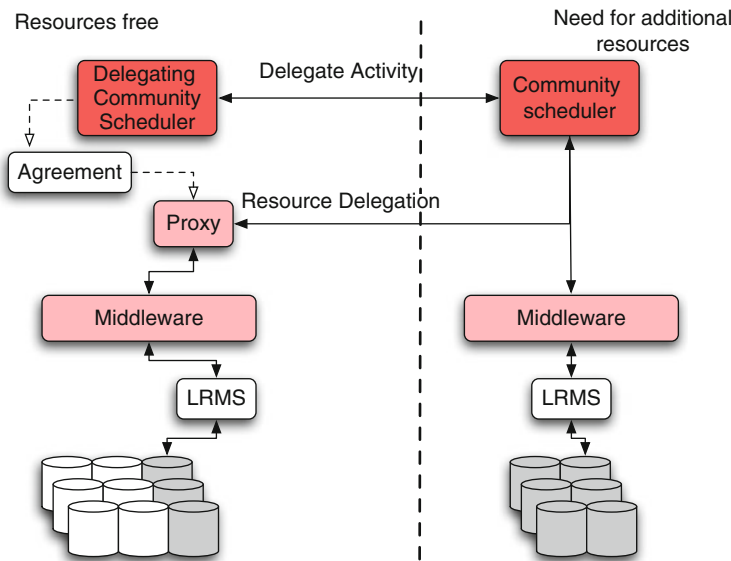 Resources free
Need for additional
resources
Delegating
Community
Scheduler
Delegate Activity
Community
scheduler
Agreement
Resource Delegation
Proxy
Middleware
Middleware
LRMS
LRMS